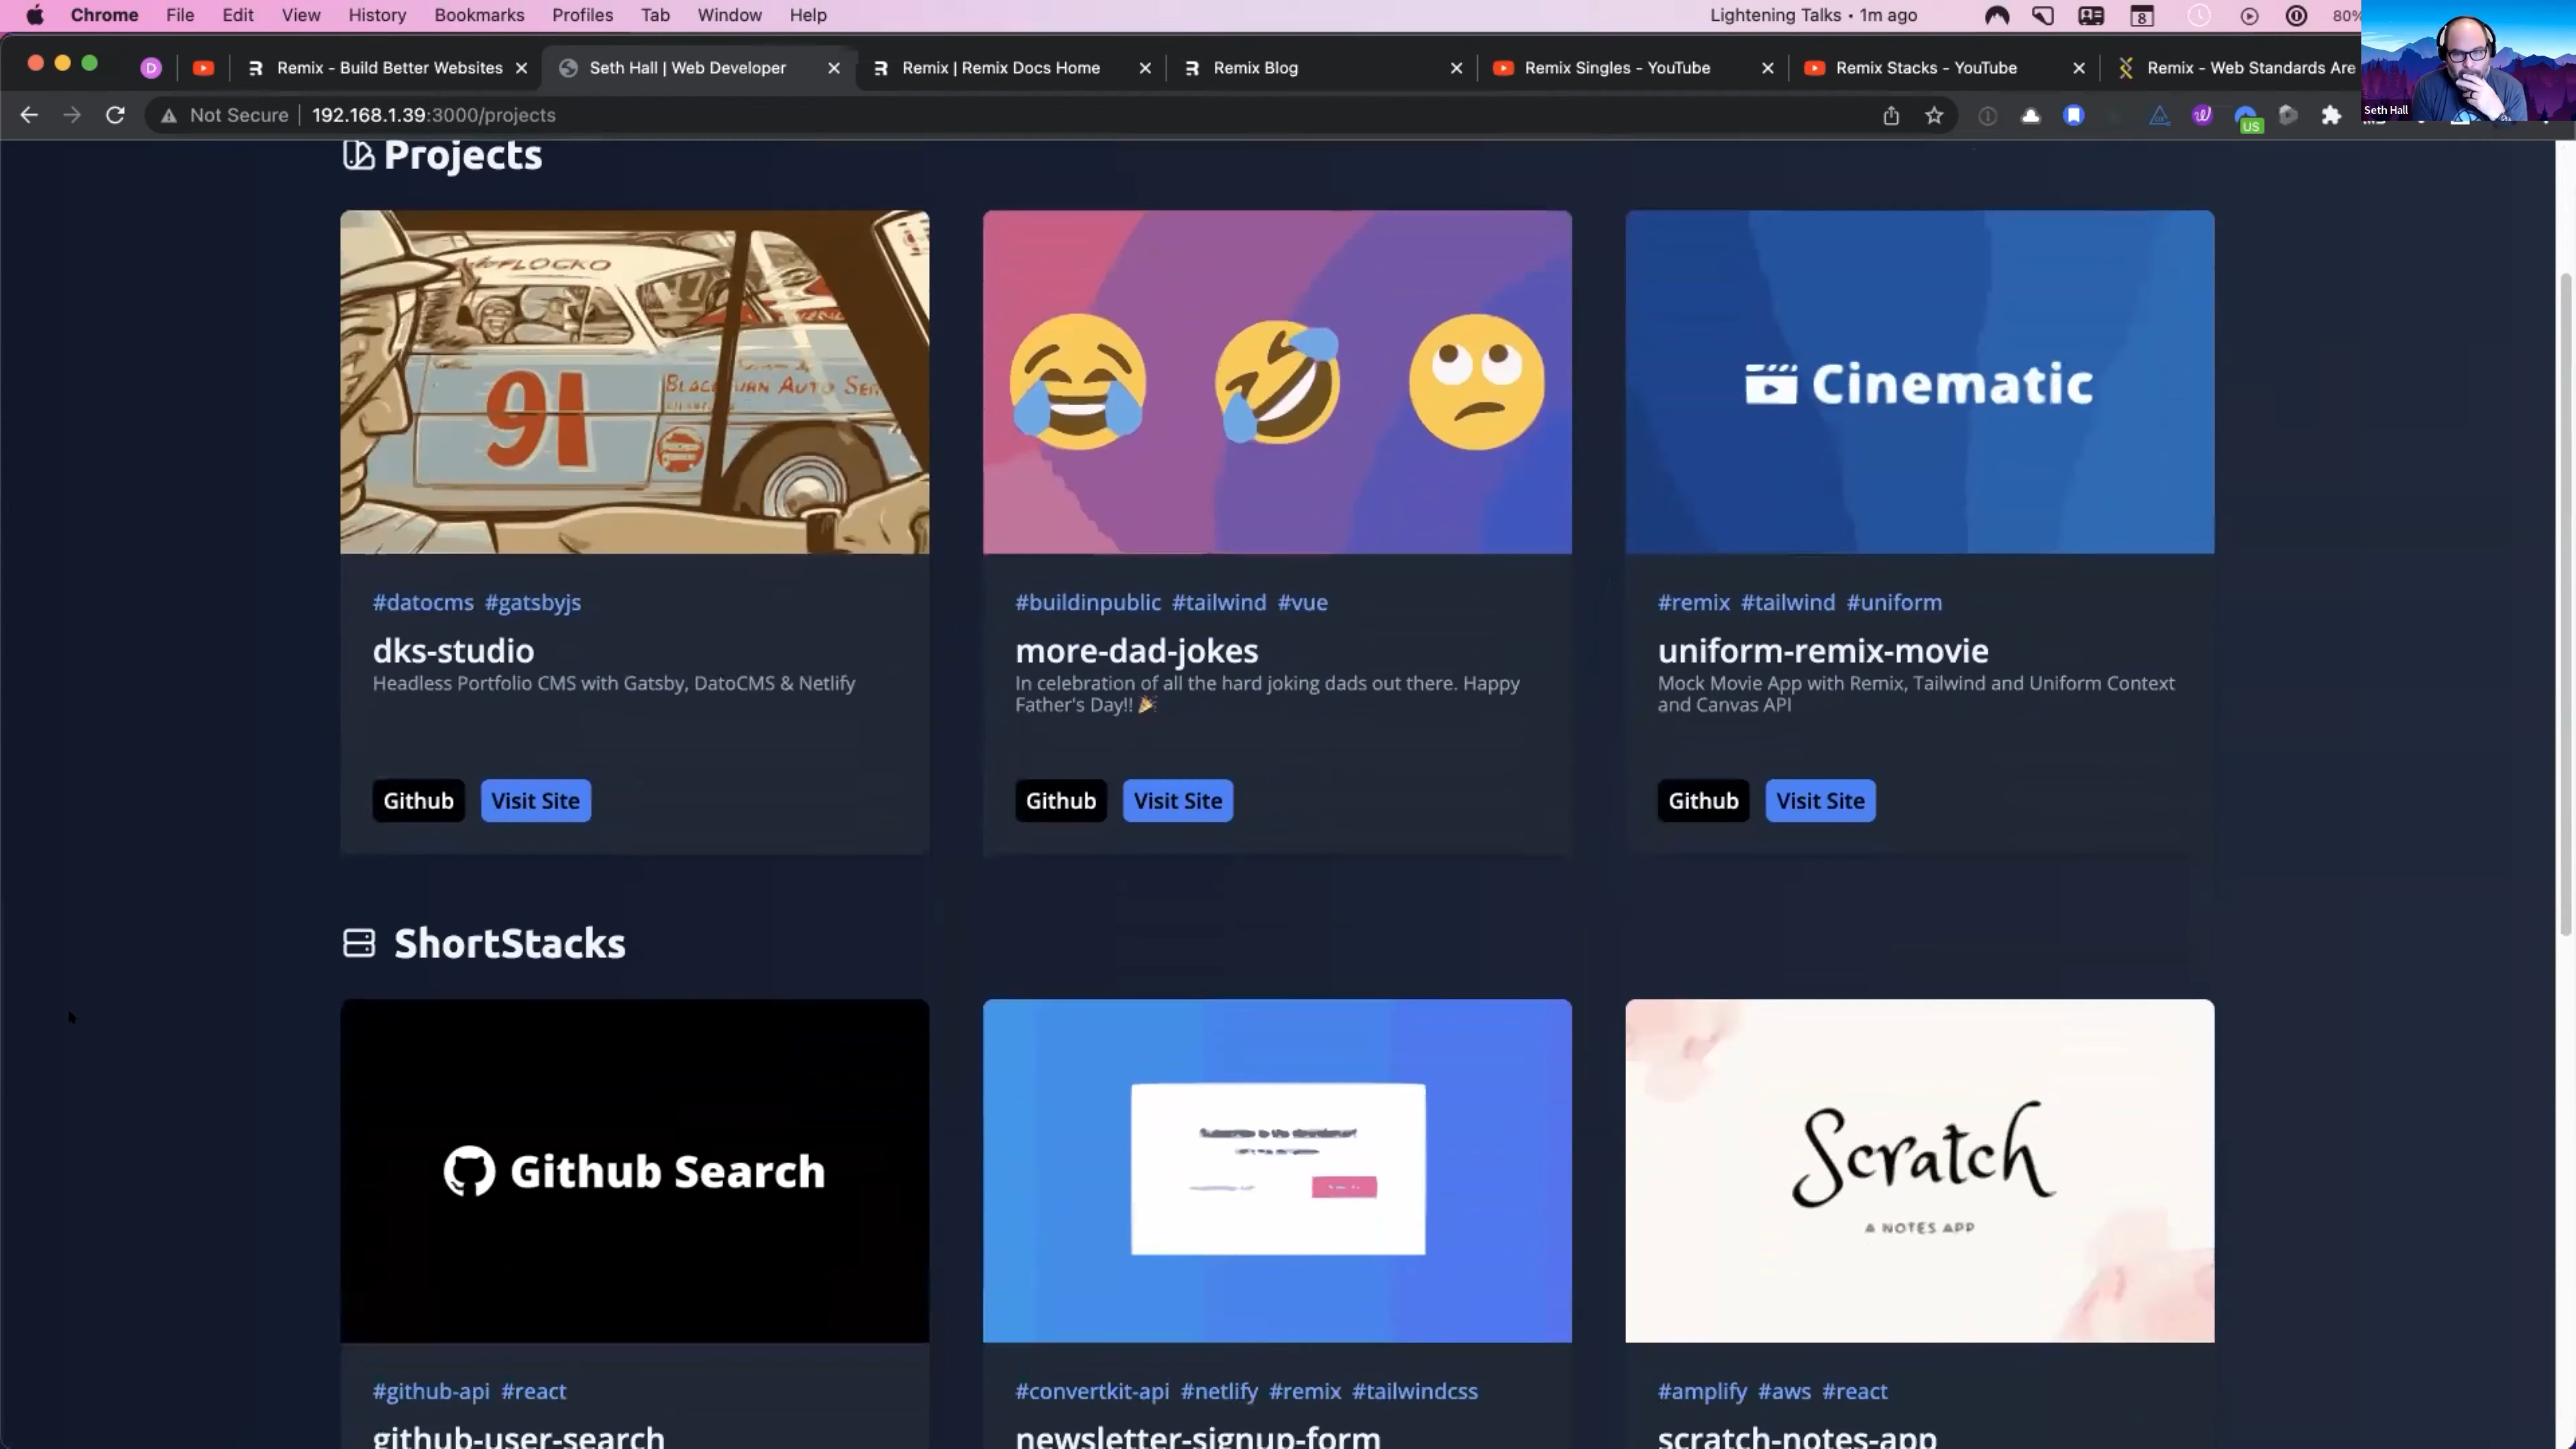 Chrome File Edit View History Bookmarks Profiles Tab Window Help Lightening Talks • 1m ago 8 80%
D Remix - Build Better Websites Seth Hall | Web Developer Remix | Remix Docs Home Remix Blog Remix Singles - YouTube Remix Stacks - YouTube Remix - Web Standards Are
Not Secure 192.168.1.39:3000/projects US
Seth Hall
Projects
FLOCKO
91
Cinematic
#datocms #gatsbyjs
dks-studio
Headless Portfolio CMS with Gatsby, DatoCMS & Netlify
Github Visit Site
#buildinpublic #tailwind #vue
more-dad-jokes
In celebration of all the hard joking dads out there. Happy
Father's Day!! 🎉
Github Visit Site
#remix #tailwind #uniform
uniform-remix-movie
Mock Movie App with Remix, Tailwind and Uniform Context
and Canvas API
Github Visit Site
ShortStacks
Github Search
Scratch
A NOTES APP
#github-api #react
github-user-search
#convertkit-api #netlify #remix #tailwindcss
newsletter-signup-form
#amplify #aws #react
scratch-notes-app